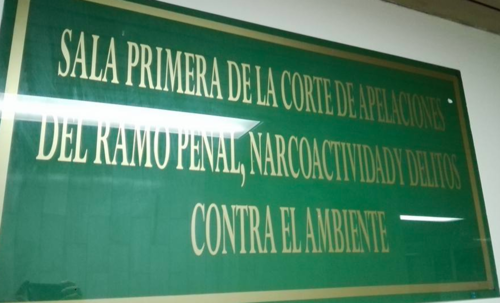 SALA PRIMERA DE LA CORTE DE APELACIONES
DEL RAMO PENAL, NARCOACTIVIDAD Y DELITOS
CONTRA EL AMBIENTE